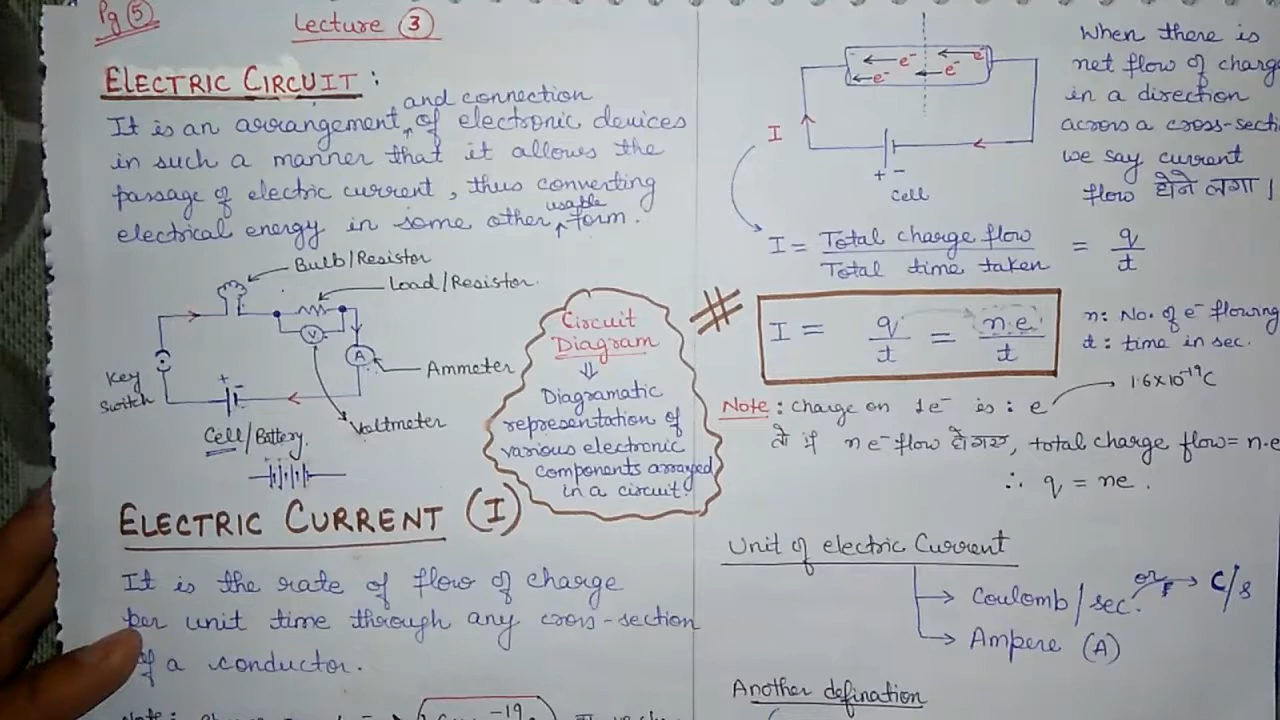 Pg 5
Lecture 3
ELECTRIC CIRCUIT :
and connection
It is an arrangement of electronic devices
in such a manner that it allows the
passage of electric current, thus converting
usable
electrical energy in some other form.
Bulb/Resistor
Load/Resistor.
V
A
Ammeter
Key
Switch
+ -
Voltmeter
Cell/Battery.
Circuit
Diagram
⇓
Diagramatic
representation of
various electronic
components arrayed
in a circuit.
ELECTRIC CURRENT (I)
It is the rate of flow of charge
per unit time through any cross-section
of a conductor.
-19
e⁻ e
e⁻ e⁻
I
+ -
Cell
When there is
net flow of charge
in a direction
across a cross-secti
we say current
flow होने लगा।
I = Total charge flow / Total time taken = q/t
I = q/t = n.e/t
n: No. of e⁻ flowing
t : time in sec.
1.6×10⁻¹⁹C
Note : charge on 1e⁻ is : e
तो if n e⁻ flow होगए, total charge flow = n.e
∴ q = ne .
Unit of electric Current
Coulomb/sec. or C/s
Ampere (A)
Another defination